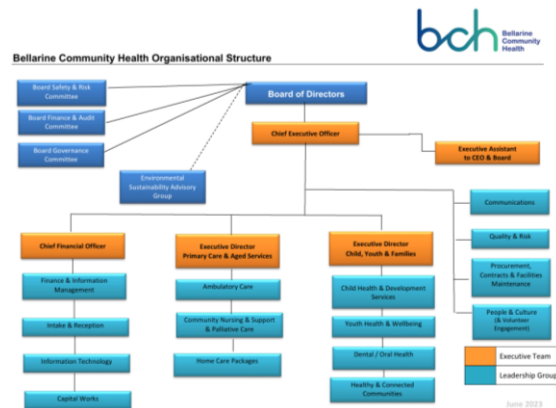 bch
Bellarine
Community
Health
Bellarine Community Health Organisational Structure
Board Safety & Risk
Committee
Board of Directors
Board Finance & Audit
Committee
Chief Executive Officer
Board Governance
Committee
Executive Assistant
to CEO & Board
Environmental
Sustainability Advisory
Group
Communications
Quality & Risk
Procurement,
Contracts & Facilities
Maintenance
People & Culture
(& Volunteer
Engagement)
Chief Financial Officer
Finance & Information
Management
Intake & Reception
Information Technology
Capital Works
Executive Director
Primary Care & Aged Services
Ambulatory Care
Community Nursing & Support
& Palliative Care
Home Care Packages
Executive Director
Child, Youth & Families
Child Health & Development
Services
Youth Health & Wellbeing
Dental / Oral Health
Healthy & Connected
Communities
Executive Team
Leadership Group
June 2023